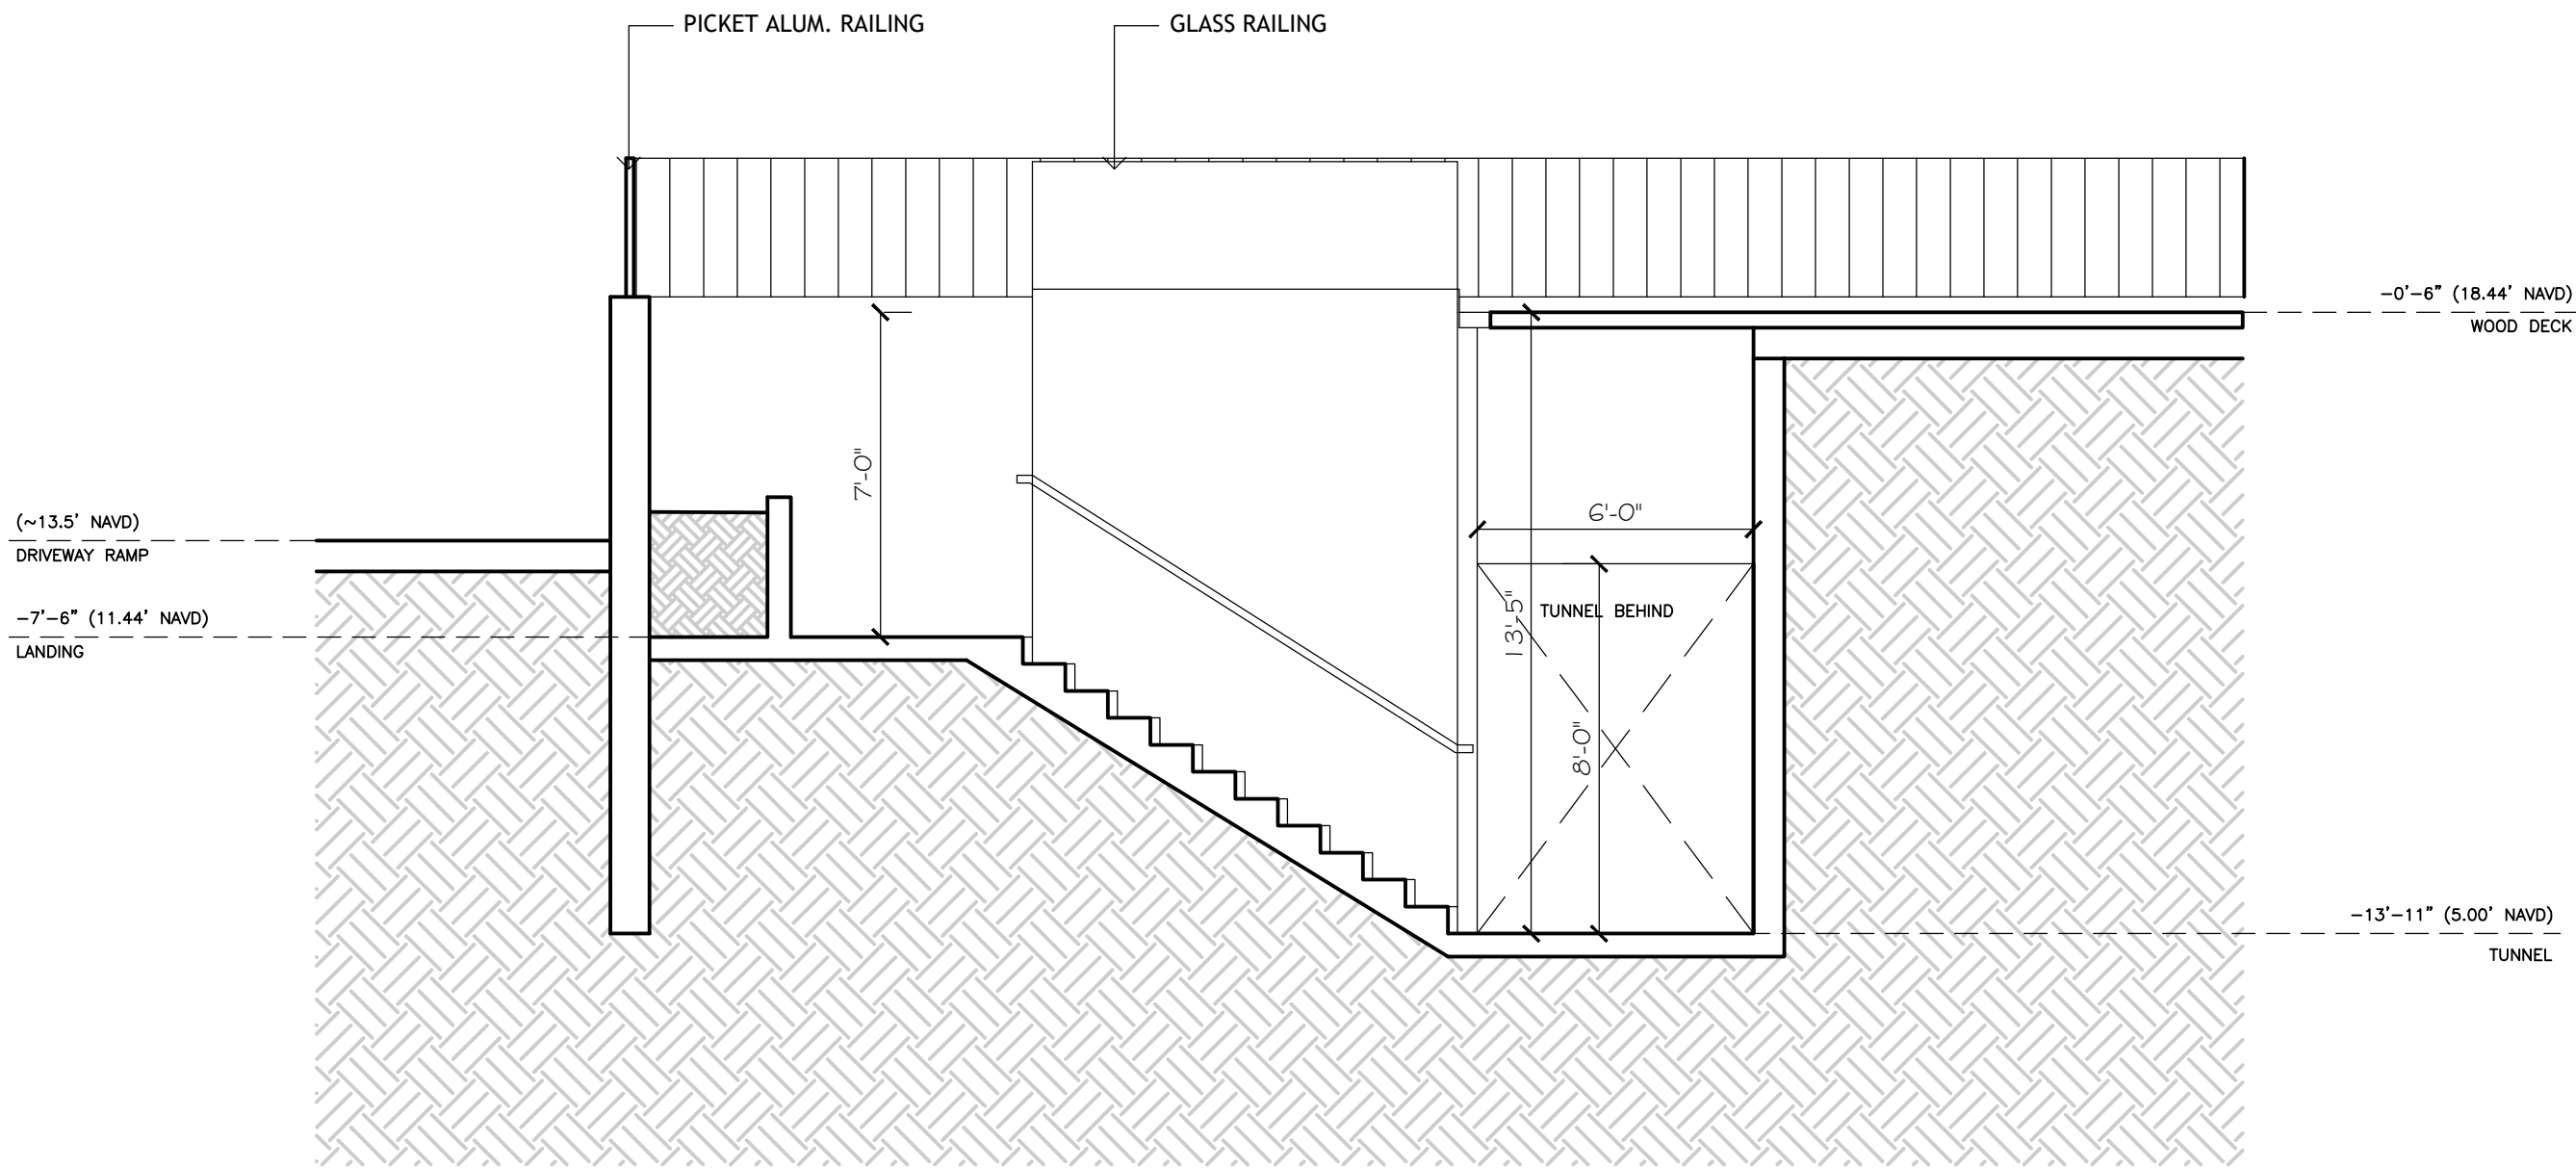 PICKET ALUM. RAILING
GLASS RAILING
-0'-6" (18.44' NAVD)
WOOD DECK
7'-0"
6'-0"
(~13.5' NAVD)
DRIVEWAY RAMP
-7'-6" (11.44' NAVD)
LANDING
13'-5"
TUNNEL BEHIND
8'-0"
-13'-11" (5.00' NAVD)
TUNNEL